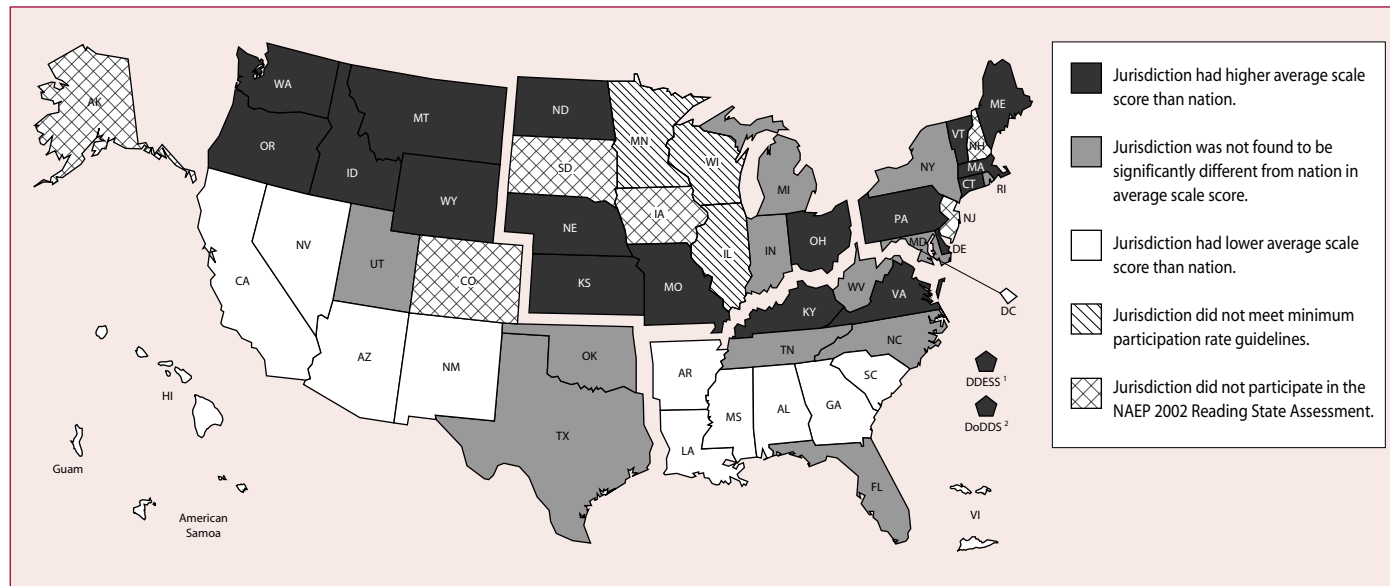 AK
WA
OR
ID
MT
WY
ND
SD
NE
KS
MN
IA
MO
WI
IL
MI
IN
OH
KY
TN
WV
VA
NC
PA
NY
VT
NH
ME
MA
CT
RI
NJ
DE
MD
DC
CA
NV
UT
CO
AZ
NM
OK
TX
AR
LA
MS
AL
GA
SC
FL
HI
Guam
American
Samoa
VI
DDESS 1
DoDDS 2
Jurisdiction had higher average scale
score than nation.
Jurisdiction was not found to be
significantly different from nation in
average scale score.
Jurisdiction had lower average scale
score than nation.
Jurisdiction did not meet minimum
participation rate guidelines.
Jurisdiction did not participate in the
NAEP 2002 Reading State Assessment.